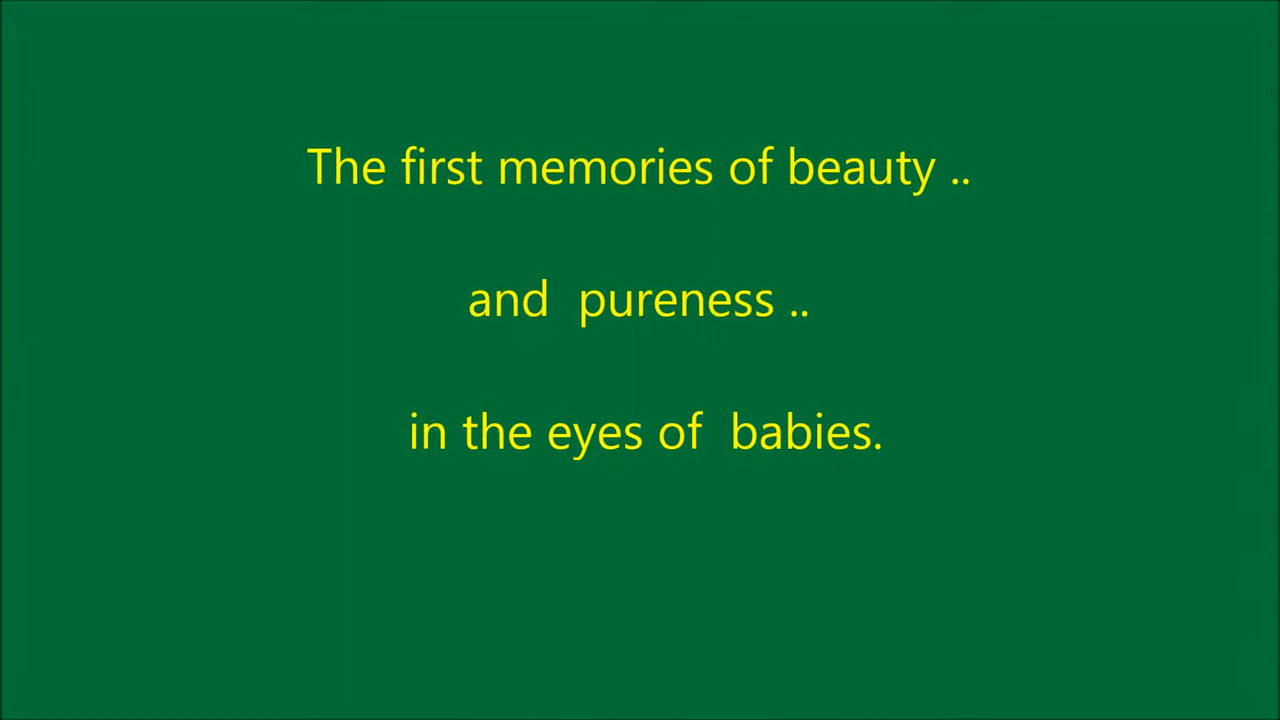 The first memories of beauty ..
and  pureness ..
in the eyes of  babies.